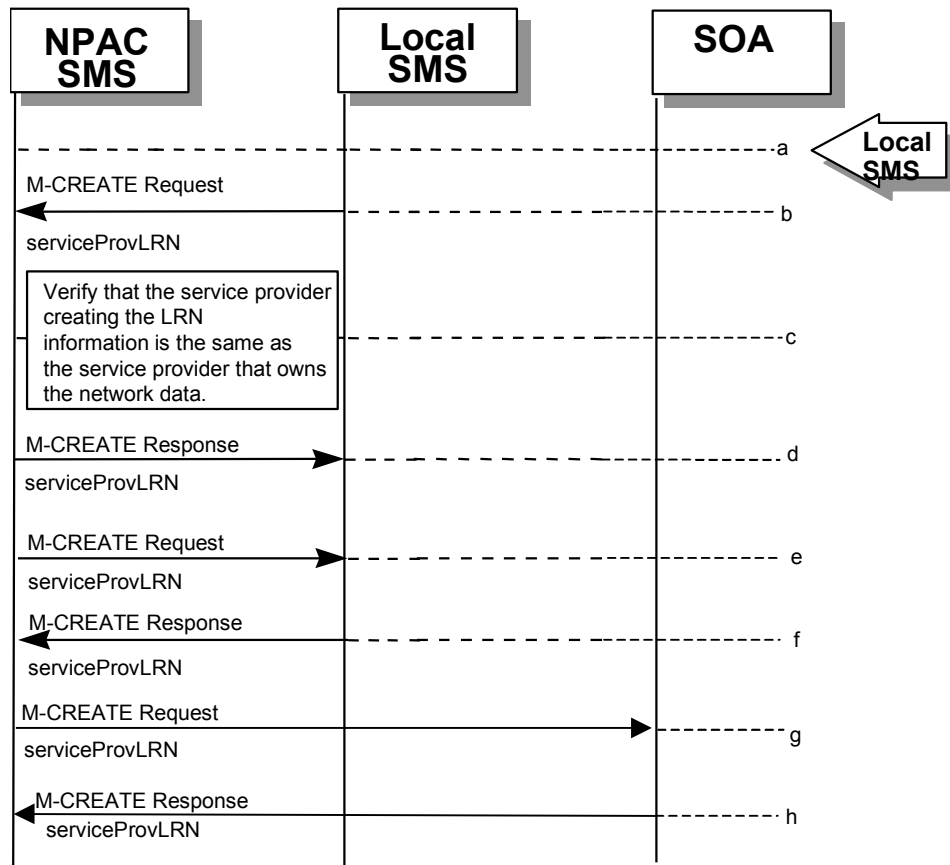 NPAC
SMS
Local
SMS
SOA
a
Local
SMS
M-CREATE Request
b
serviceProvLRN
Verify that the service provider
creating the LRN
information is the same as
the service provider that owns
the network data.
c
M-CREATE Response
d
serviceProvLRN
M-CREATE Request
e
serviceProvLRN
M-CREATE Response
f
serviceProvLRN
M-CREATE Request
g
serviceProvLRN
M-CREATE Response
h
serviceProvLRN